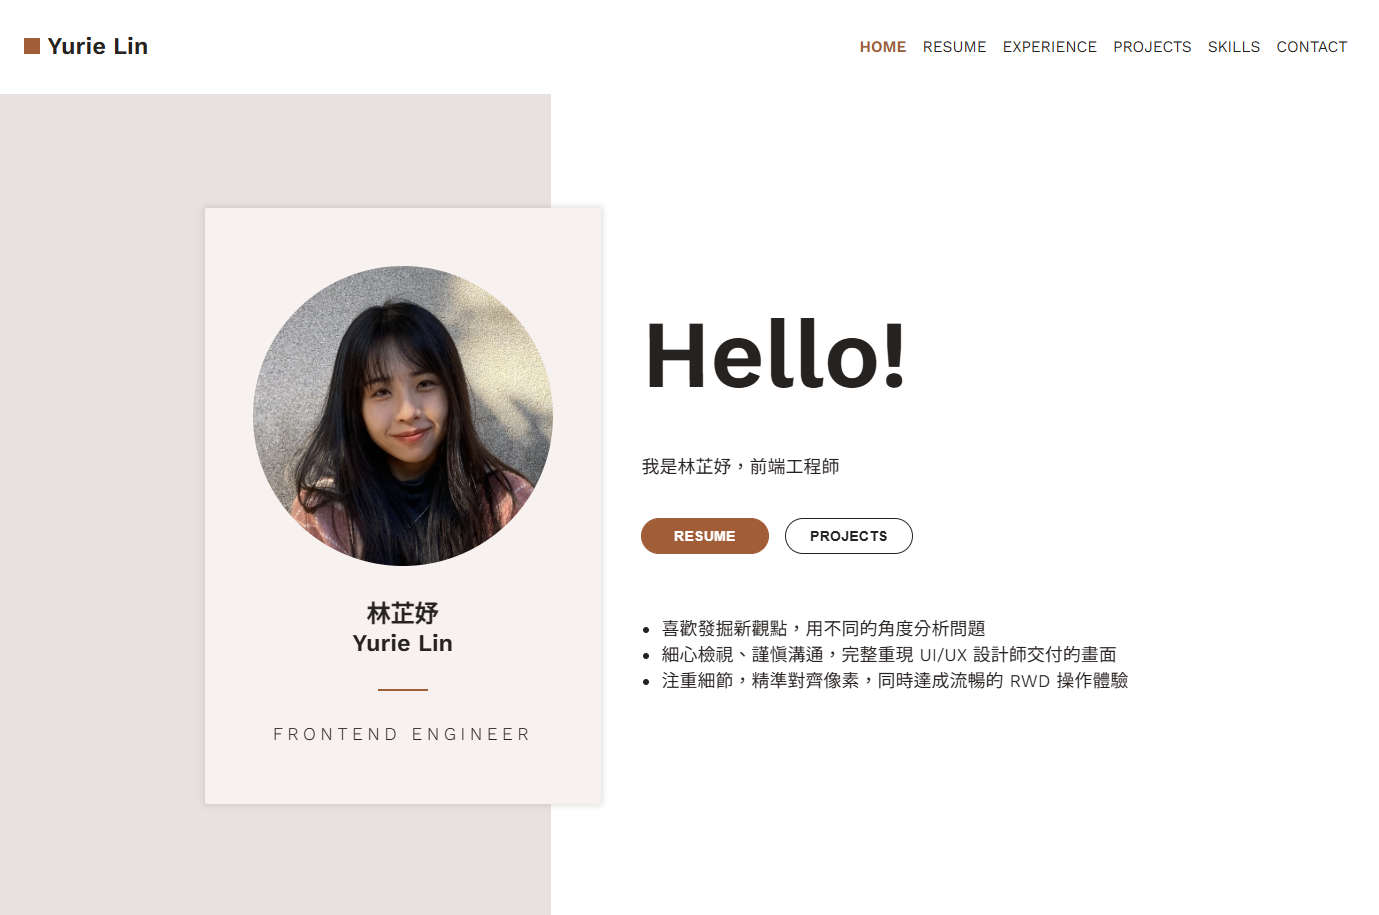 Yurie Lin
HOME RESUME EXPERIENCE PROJECTS SKILLS CONTACT
林芷妤
Yurie Lin
FRONTEND ENGINEER
Hello!
我是林芷妤，前端工程師
RESUME PROJECTS
喜歡發掘新觀點，用不同的角度分析問題
細心檢視、謹慎溝通，完整重現 UI/UX 設計師交付的畫面
注重細節，精準對齊像素，同時達成流暢的 RWD 操作體驗